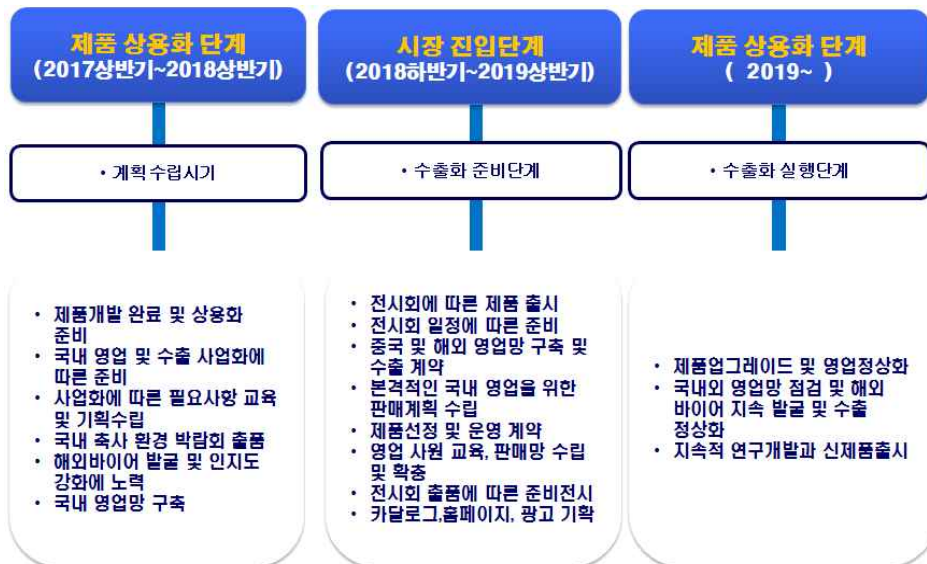 제품 상용화 단계
(2017상반기~2018상반기)
• 계획수립시기
• 제품개발 완료 및 상용화
준비
• 국내 영업 및 수출 사업화에
따른 준비
• 사업화에 따른 필요사항 교육
및 기획수립
• 국내 축사 환경 박람회 출품
• 해외바이어 발굴 및 인지도
강화에 노력
• 국내 영업망 구축
시장 진입단계
(2018하반기~2019상반기)
• 수출화 준비단계
• 전시회에 따른 제품 출시
• 전시회 일정에 따른 준비
• 중국 및 해외 영업망 구축 및
수출 계약
• 본격적인 국내 영업을 위한
판매계획 수립
• 제품선정 및 운영 계약
• 영업 사원 교육, 판매망 수립
및 확충
• 전시회 출품에 따른 준비전시
• 카달로그,홈페이지, 광고 기획
제품 상용화 단계
( 2019~ )
• 수출화 실행단계
• 제품업그레이드 및 영업정상화
• 국내외 영업망 점검 및 해외
바이어 지속 발굴 및 수출
정상화
• 지속적 연구개발과 신제품출시